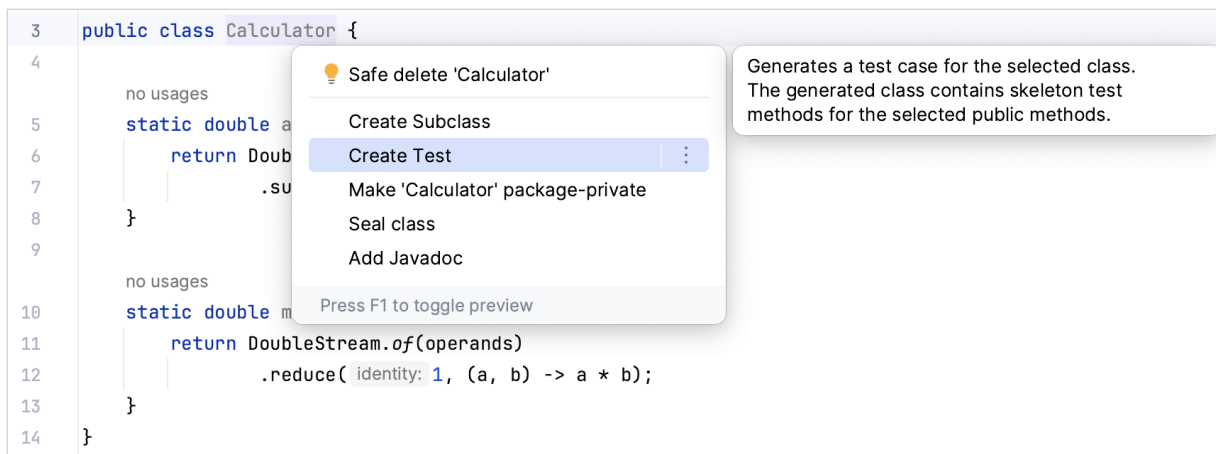 3 public class Calculator {
4
no usages
5 static double a
6 return Doub
7 .su
8 }
9
no usages
10 static double m
11 return DoubleStream.of(operands)
12 .reduce( identity: 1, (a, b) -> a * b);
13 }
14 }
Safe delete 'Calculator'
Create Subclass
Create Test
Make 'Calculator' package-private
Seal class
Add Javadoc
Press F1 to toggle preview
Generates a test case for the selected class.
The generated class contains skeleton test
methods for the selected public methods.